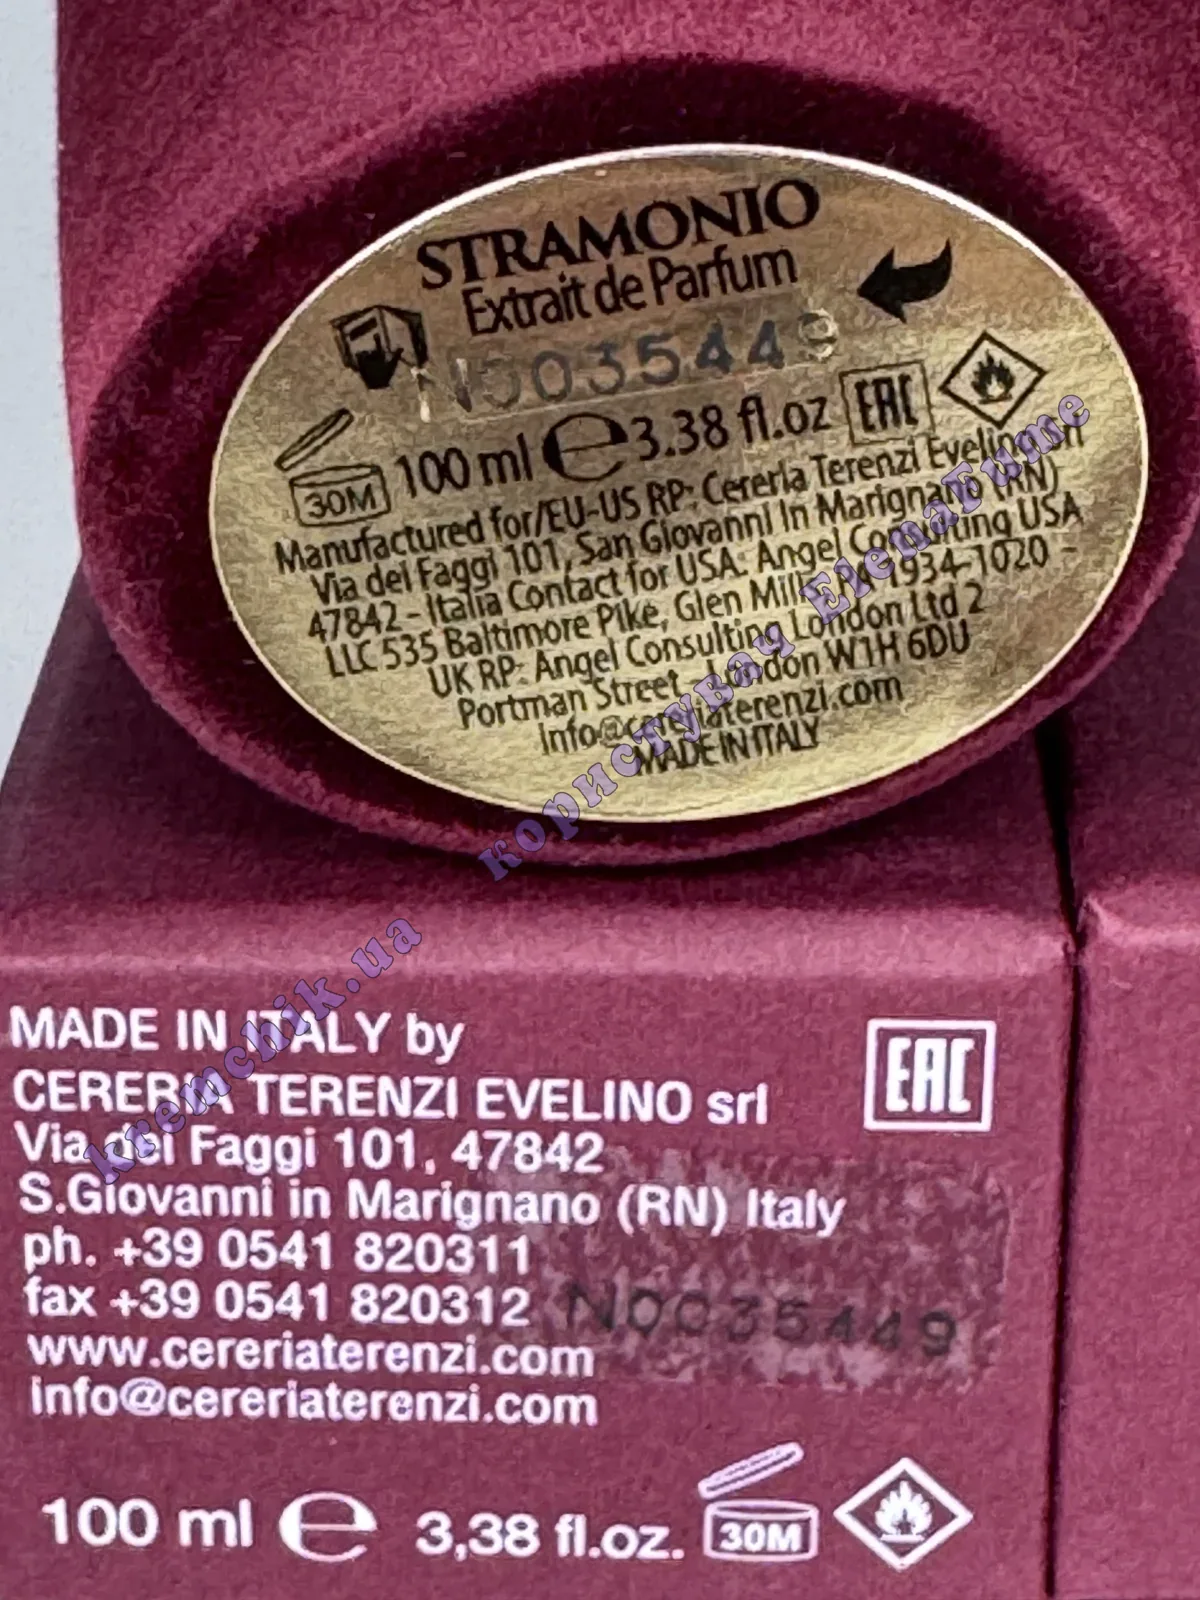 STRAMONIO
Extrait de Parfum
N0035449
30M
100 ml e 3.38 fl.oz EAC
Manufactured for/EU-US RP: Cereria Terenzi Evelino srl
Via dei Faggi 101, San Giovanni In Marignano (RN)
47842 - Italia Contact for USA: Angel Consulting USA
LLC 535 Baltimore Pike, Glen Mills, PA 1934-1020 -
UK RP: Angel Consulting London Ltd 2
Portman Street - London W1H 6DU
info@cereriaterenzi.com
MADE IN ITALY
користувач ElenaFume
kremchik.ua
MADE IN ITALY by
CERERIA TERENZI EVELINO srl
EAC
Via dei Faggi 101, 47842
S.Giovanni in Marignano (RN) Italy
ph. +39 0541 820311
fax +39 0541 820312
N0035449
www.cereriaterenzi.com
info@cereriaterenzi.com
100 ml e 3,38 fl.oz.
30M